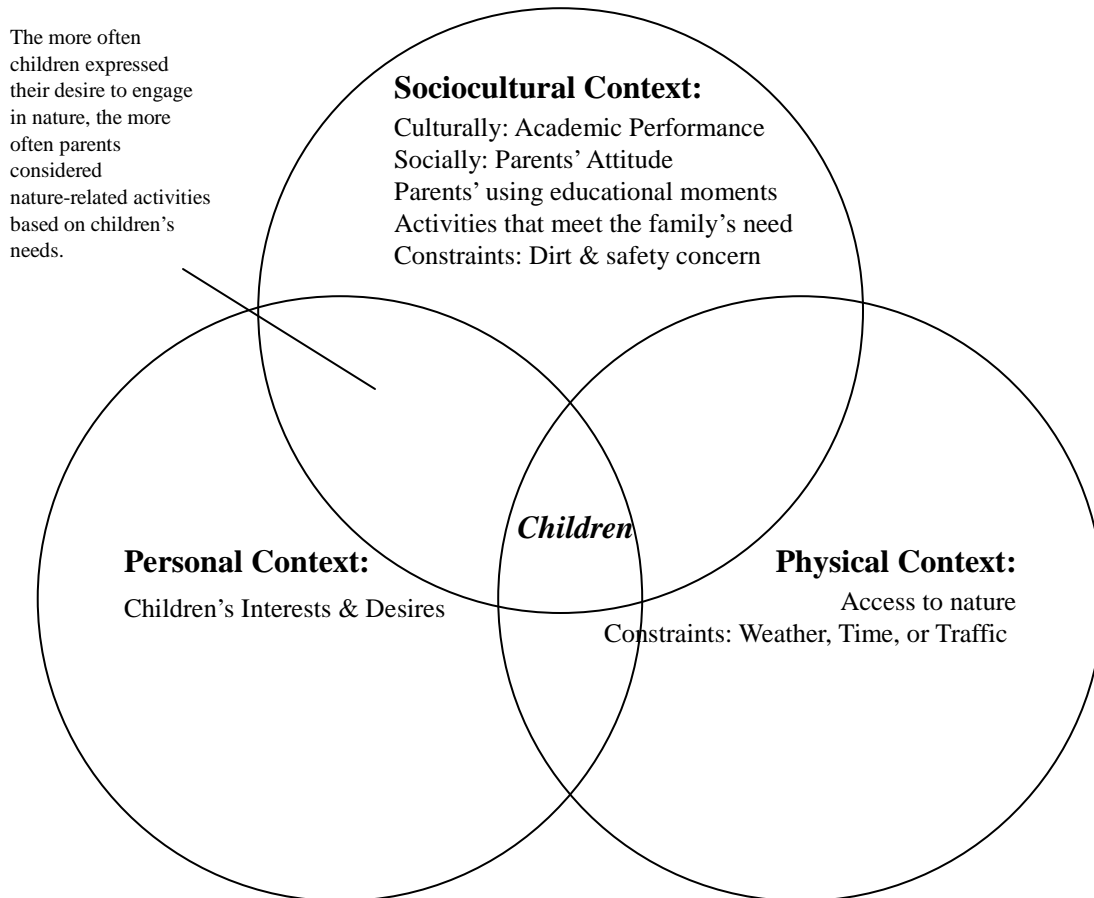 The more often
children expressed
their desire to engage
in nature, the more
often parents
considered
nature-related activities
based on children’s
needs.
Sociocultural Context:
Culturally: Academic Performance
Socially: Parents’ Attitude
Parents’ using educational moments
Activities that meet the family’s need
Constraints: Dirt & safety concern
Children
Personal Context:
Children’s Interests & Desires
Physical Context:
Access to nature
Constraints: Weather, Time, or Traffic